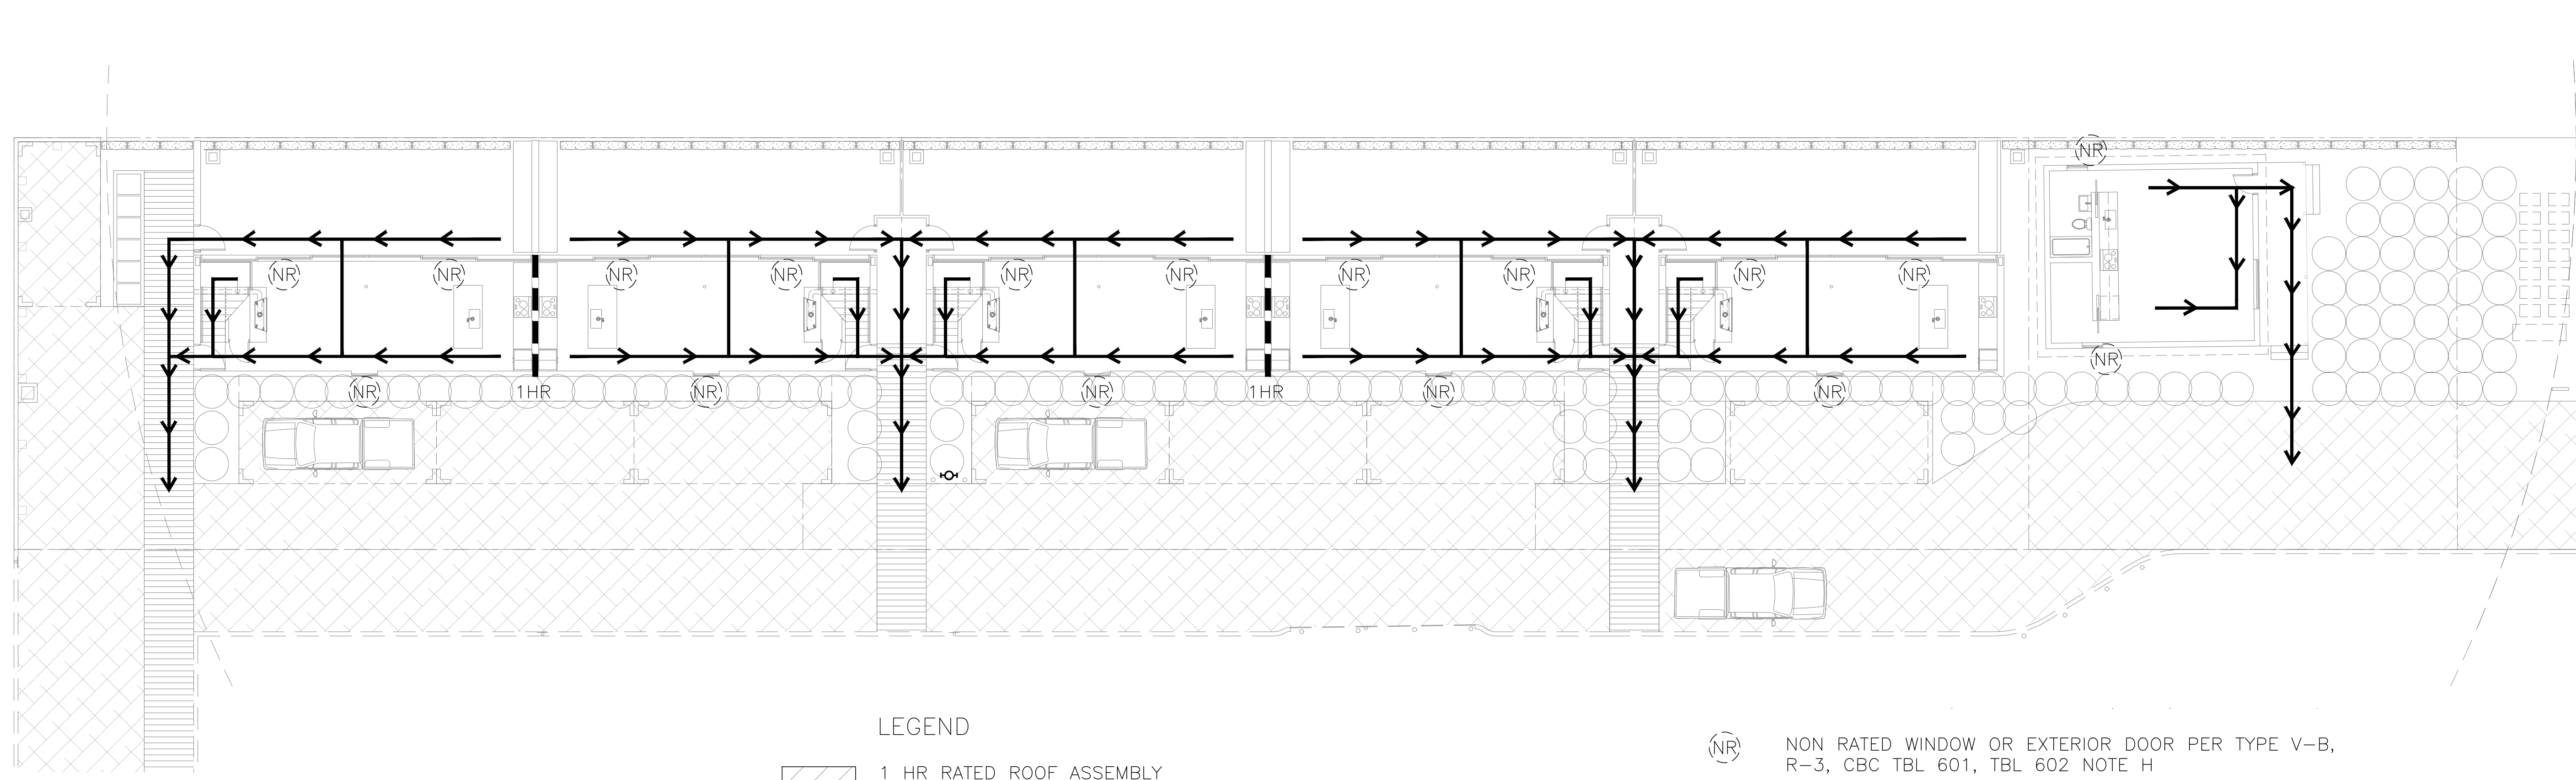 NR
NR NR NR NR NR NR NR NR NR NR
NR
NR 1HR NR NR 1HR NR NR
LEGEND
1 HR RATED ROOF ASSEMBLY
NR NON RATED WINDOW OR EXTERIOR DOOR PER TYPE V-B,
R-3, CBC TBL 601, TBL 602 NOTE H